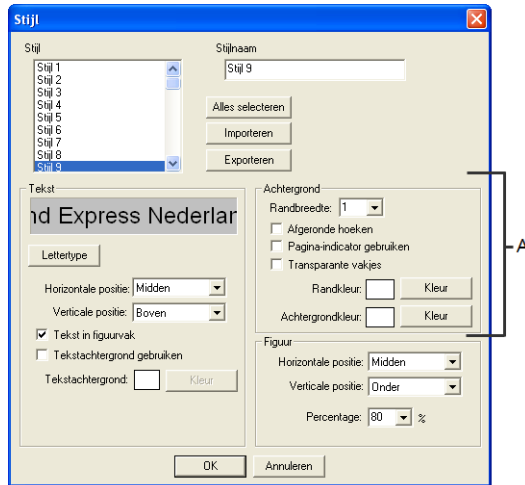 Stijl
Stijl
Stijlnaam
Stijl 1
Stijl 2
Stijl 3
Stijl 4
Stijl 5
Stijl 6
Stijl 7
Stijl 8
Stijl 9
Stijl 9
Alles selecteren
Importeren
Exporteren
Tekst
nd Express Nederlar
Lettertype
Horizontale positie: Midden
Verticale positie: Boven
Tekst in figuurvak
Tekstachtergrond gebruiken
Tekstachtergrond: Kleur
Achtergrond
Randbreedte: 1
Afgeronde hoeken
Pagina-indicator gebruiken
Transparante vakjes
Randkleur: Kleur
Achtergrondkleur: Kleur
A
Figuur
Horizontale positie: Midden
Verticale positie: Onder
Percentage: 80 %
OK
Annuleren